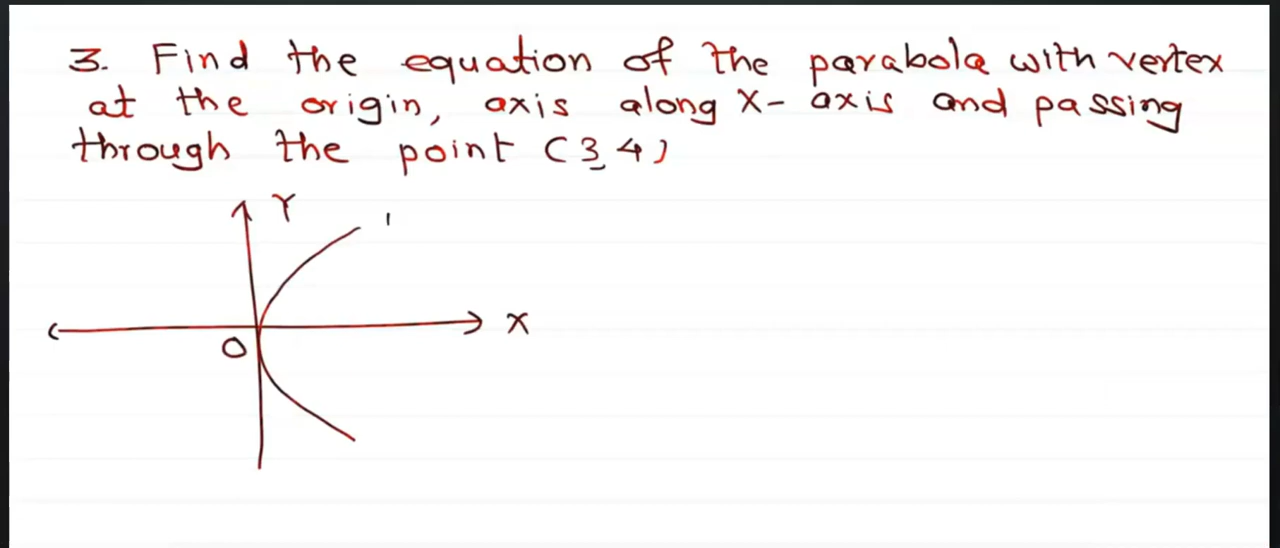 3. Find the equation of the parabola with vertex
at the origin, axis along X-axis and passing
through the point (3,4)
Y
X
O